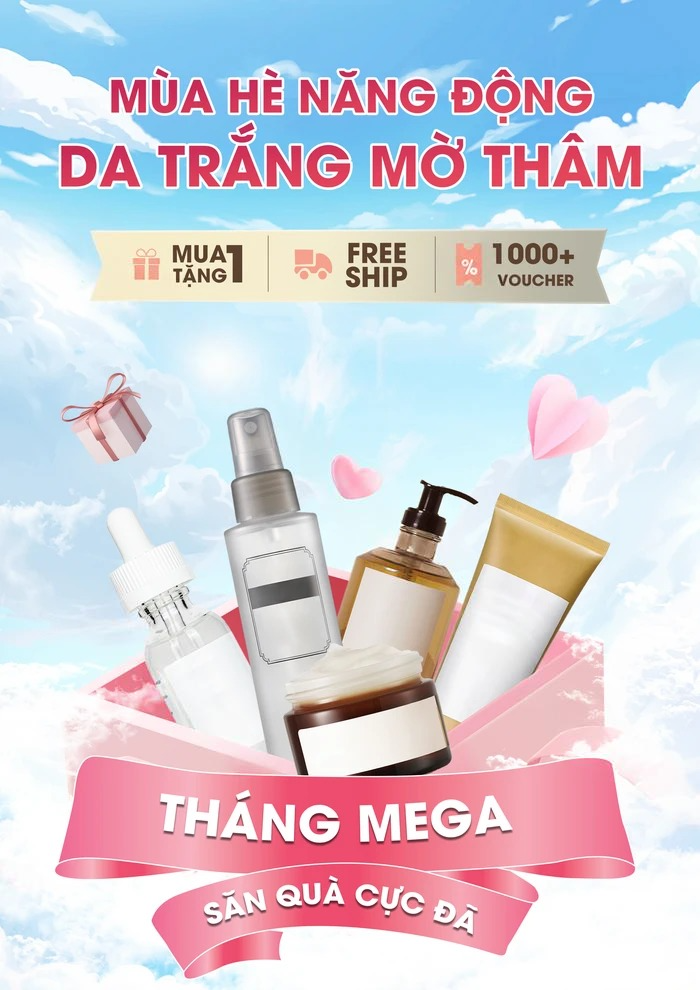 MÙA HÈ NĂNG ĐỘNG
DA TRẮNG MỜ THÂM
MUA 1
TẶNG
FREE
SHIP
1000+
VOUCHER
THÁNG MEGA
SĂN QUÀ CỰC ĐÃ